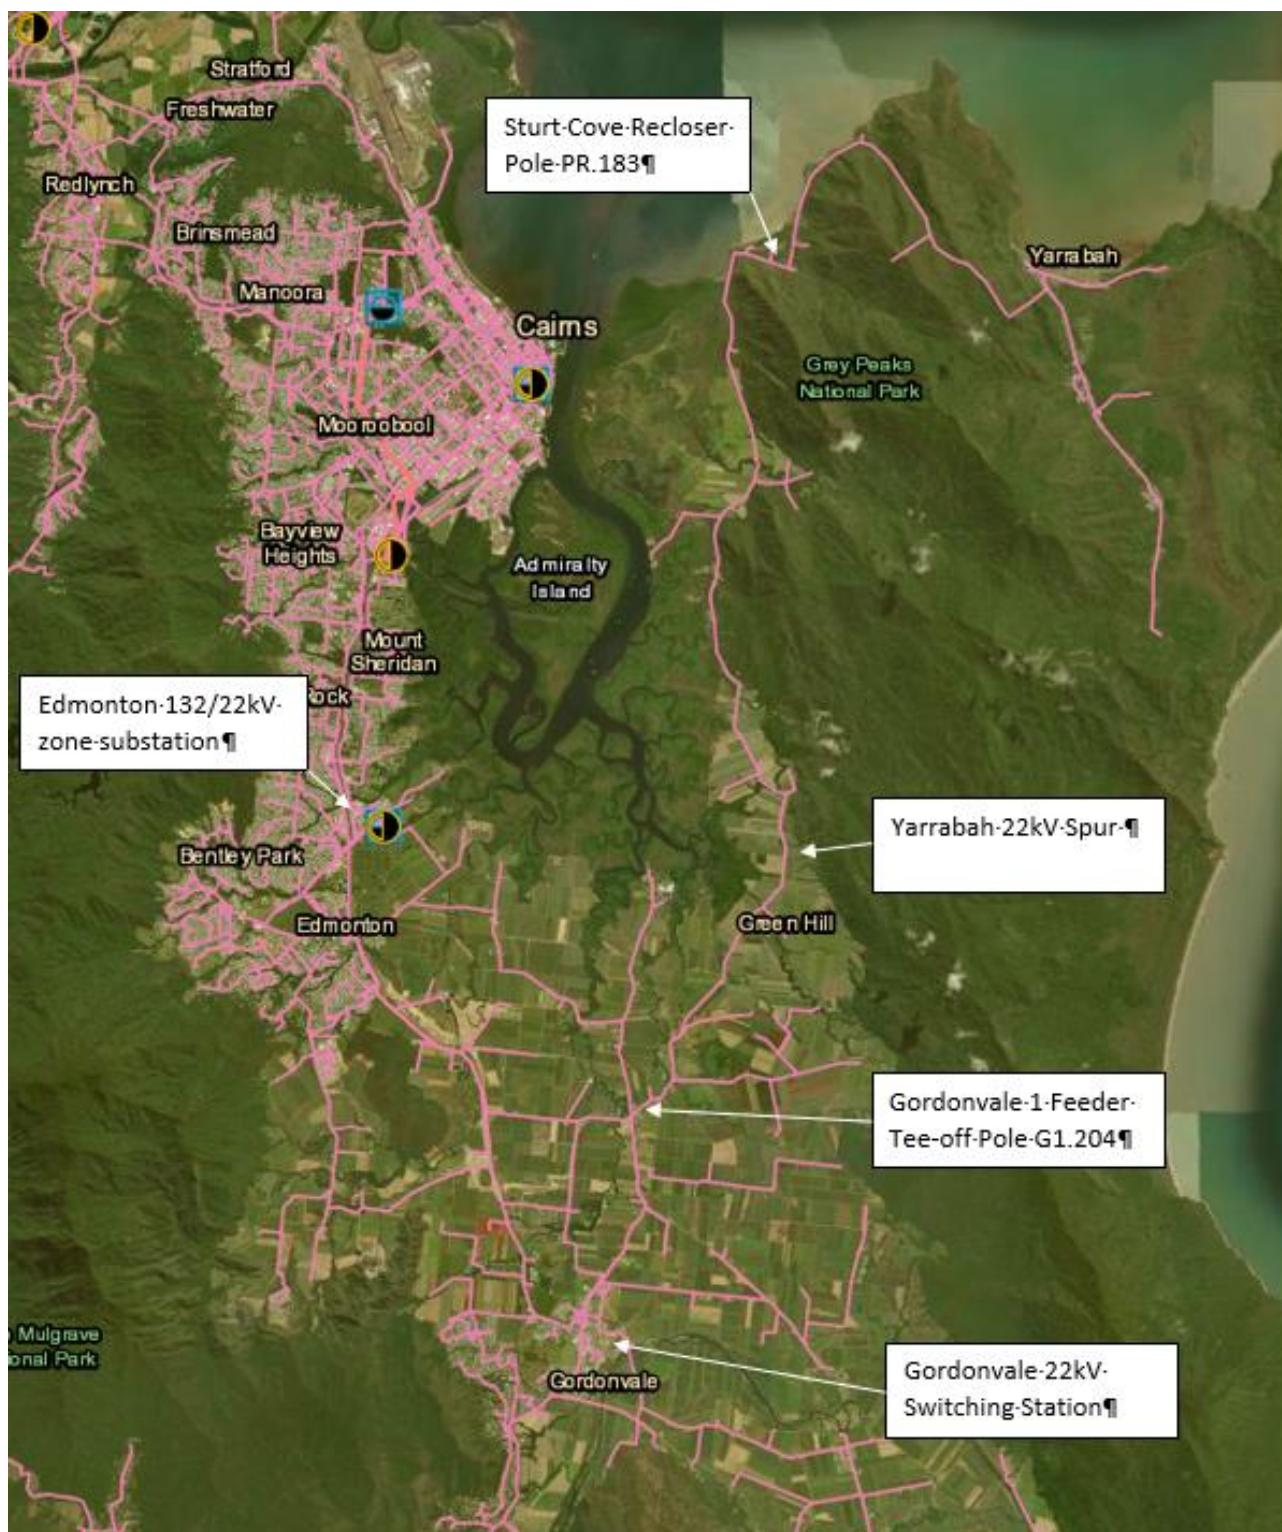 Stratford
Freshwater
Sturt·Cove·Recloser·
Pole·PR.183¶
Redlynch
Brinsmead
Yarrabah
Manoora
Cairns
Grey Peaks
National Park
Mooroobool
Bayview
Heights
Admiralty
Island
Mount
Sheridan
Rock
Edmonton·132/22kV·
zone·substation¶
Yarrabah·22kV·Spur·¶
Bentley Park
Edmonton
Green Hill
Gordonvale·1·Feeder·
Tee-off·Pole·G1.204¶
Mulgrave
ional Park
Gordonvale·22kV·
Switching·Station¶
Gordonvale